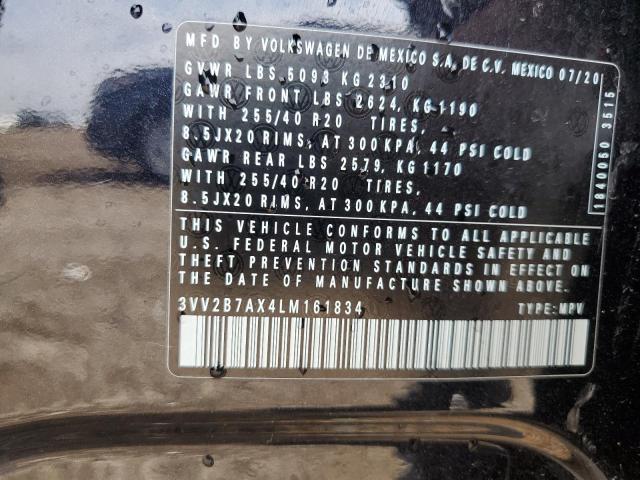 MFD BY VOLKSWAGEN DE MEXICO S.A. DE C.V. MEXICO 07/20
GVWR LBS 5093 KG 2310
GAWR FRONT LBS 2624, KG 1190
WITH 255/40 R20 TIRES,
8.5JX20 RIMS, AT 300 KPA, 44 PSI COLD
GAWR REAR LBS 2579, KG 1170
WITH 255/40 R20 TIRES,
8.5JX20 RIMS, AT 300 KPA, 44 PSI COLD
THIS VEHICLE CONFORMS TO ALL APPLICABLE
U.S. FEDERAL MOTOR VEHICLE SAFETY AND
THEFT PREVENTION STANDARDS IN EFFECT ON
THE DATE OF MANUFACTURE SHOWN ABOVE.
3VV2B7AX4LM161834 TYPE:MPV
1840050 3515